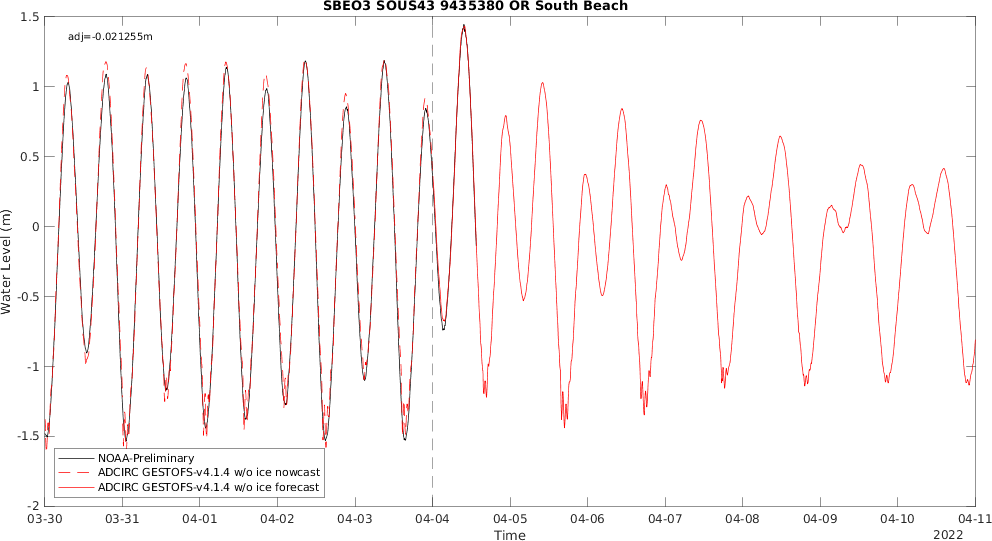 SBEO3 SOUS43 9435380 OR South Beach
adj=-0.021255m
1.5
1
0.5
0
-0.5
-1
-1.5
-2
Water Level (m)
NOAA-Preliminary
ADCIRC GESTOFS-v4.1.4 w/o ice nowcast
ADCIRC GESTOFS-v4.1.4 w/o ice forecast
03-30 03-31 04-01 04-02 04-03 04-04 04-05 04-06 04-07 04-08 04-09 04-10 04-11
Time
2022